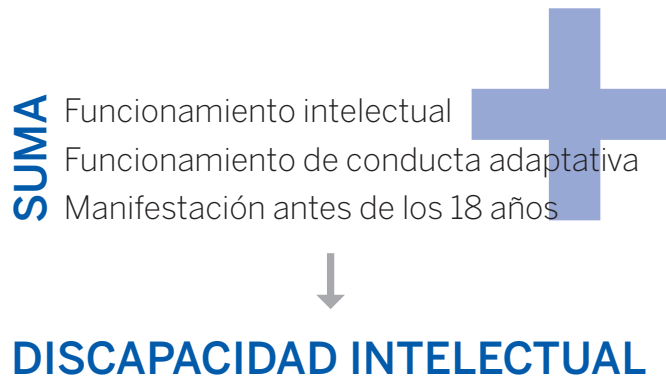 SUMA
Funcionamiento intelectual
Funcionamiento de conducta adaptativa
Manifestación antes de los 18 años
DISCAPACIDAD INTELECTUAL